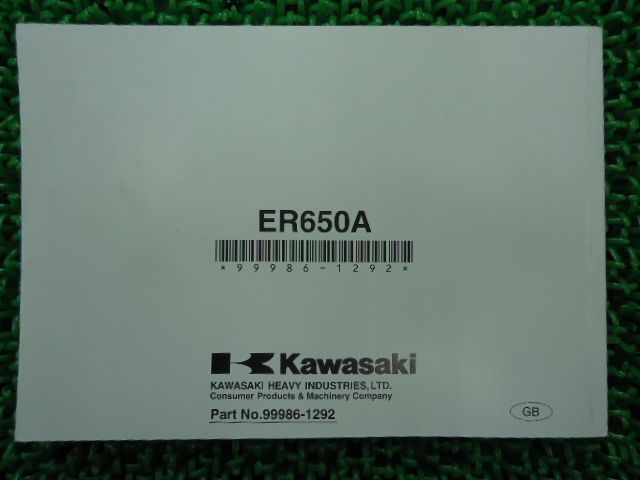 ER650A
*99986-1292*
Kawasaki
KAWASAKI HEAVY INDUSTRIES, LTD.
Consumer Products & Machinery Company
Part No.99986-1292
GB